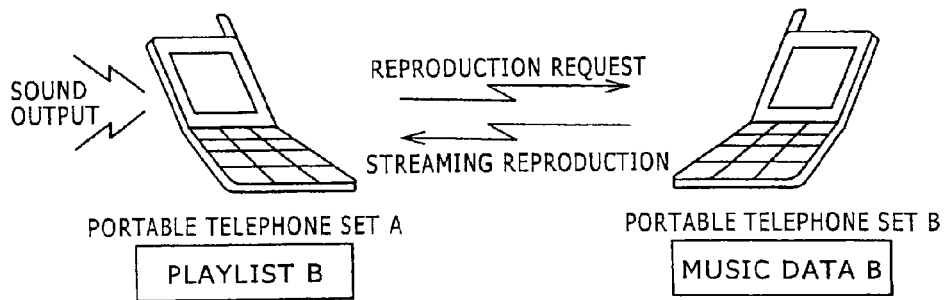 SOUND
OUTPUT
REPRODUCTION REQUEST
STREAMING REPRODUCTION
PORTABLE TELEPHONE SET A
PLAYLIST B
PORTABLE TELEPHONE SET B
MUSIC DATA B